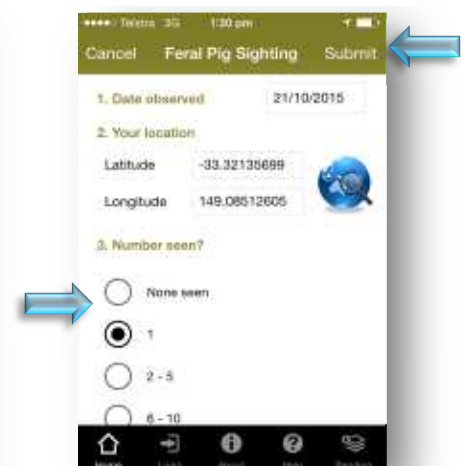 Telstra 3G 1:30 pm
Cancel Feral Pig Sighting Submit
1. Date observed 21/10/2015
2. Your location
Latitude -33.32135699
Longitude 149.08512605
3. Number seen?
None seen
1
2 - 5
6 - 10